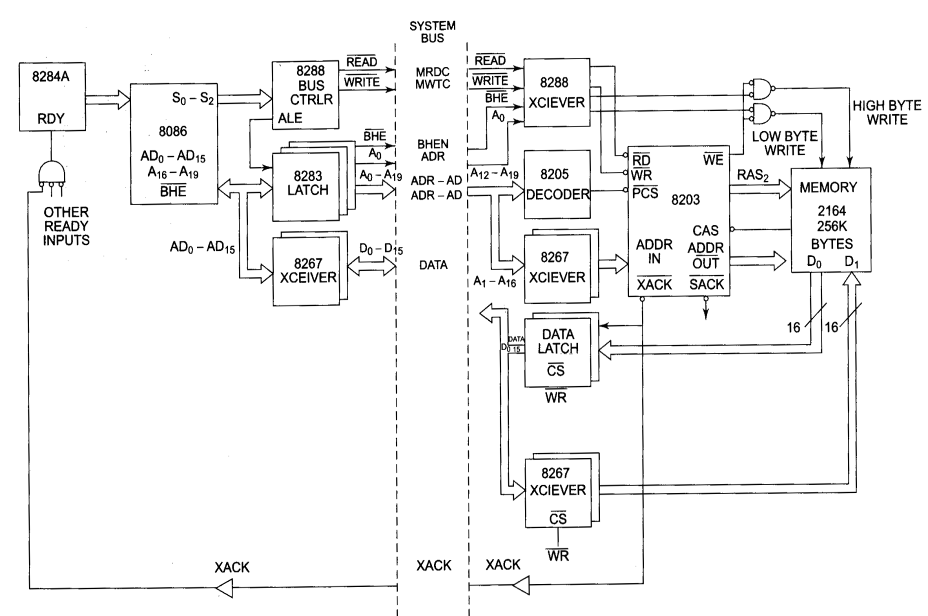 SYSTEM
BUS
8284A
RDY
OTHER
READY
INPUTS
S0 – S2
8086
AD0 – AD15
A16 – A19
BHE
8288
BUS
CTRLR
ALE
READ
WRITE
8283
LATCH
BHE
A0
A0 – A19
AD0 – AD15
8267
XCEIVER
D0 – D15
MRDC
MWTC
BHEN
ADR
ADR – AD
ADR – AD
DATA
XACK
READ
WRITE
BHE
A0
8288
XCIEVER
A12 – A19
8205
DECODER
A1 – A16
8267
XCIEVER
RD
WR
PCS
WE
8203
RAS2
CAS
ADDR
IN
ADDR
OUT
XACK
SACK
HIGH BYTE
WRITE
LOW BYTE
WRITE
MEMORY
2164
256K
BYTES
D0 D1
16
16
DATA
D0 15
DATA
LATCH
CS
WR
8267
XCIEVER
CS
WR
XACK
XACK